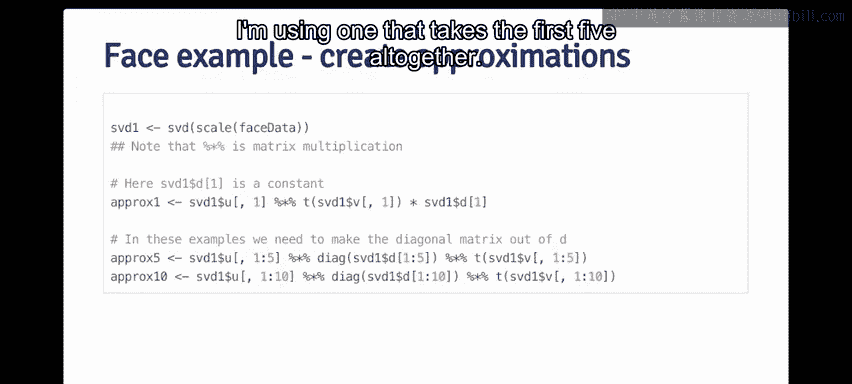 I'm using one that takes the first five
altogether.
Face example - create approximations
svd1 <- svd(scale(faceData))
## Note that %*% is matrix multiplication
# Here svd1$d[1] is a constant
approx1 <- svd1$u[, 1] %*% t(svd1$v[, 1]) * svd1$d[1]
# In these examples we need to make the diagonal matrix out of d
approx5 <- svd1$u[, 1:5] %*% diag(svd1$d[1:5]) %*% t(svd1$v[, 1:5])
approx10 <- svd1$u[, 1:10] %*% diag(svd1$d[1:10]) %*% t(svd1$v[, 1:10])